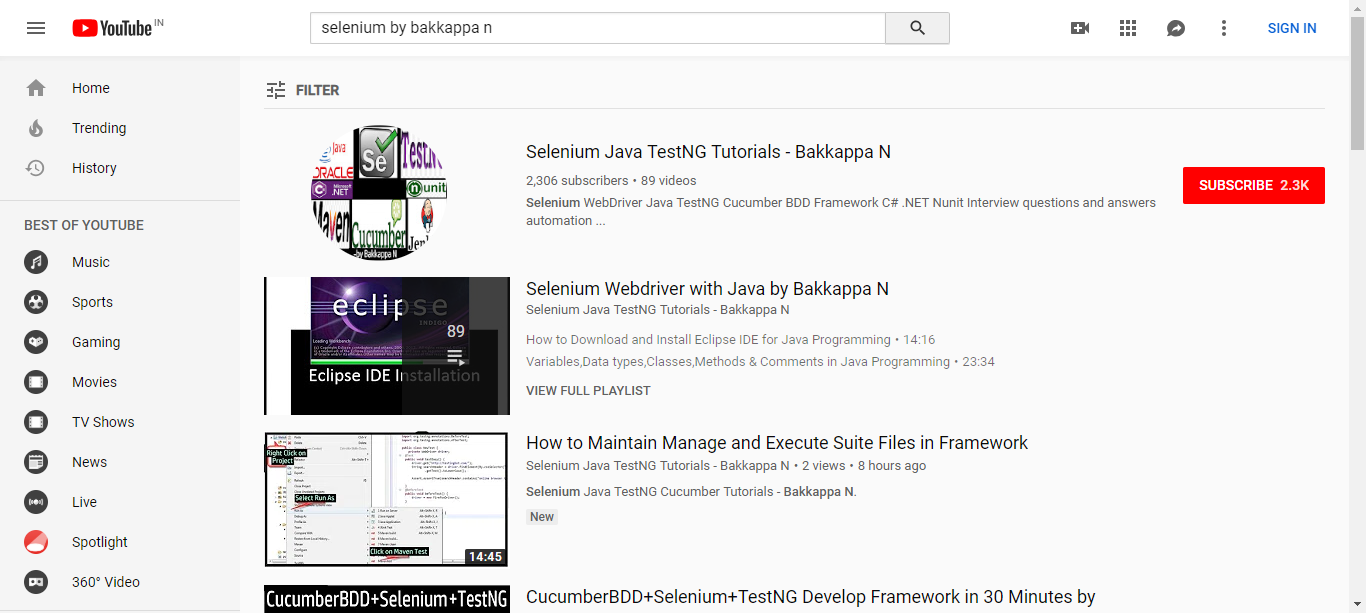 YouTube IN
selenium by bakkappa n
SIGN IN
Home
Trending
History
BEST OF YOUTUBE
Music
Sports
Gaming
Movies
TV Shows
News
Live
Spotlight
360° Video
FILTER
Java
Se
TestN
ORACLE
Microsoft .NET
nunit
Maven
Cucumber
Jen
-by Bakkappa N
Selenium Java TestNG Tutorials - Bakkappa N
2,306 subscribers • 89 videos
Selenium WebDriver Java TestNG Cucumber BDD Framework C# .NET Nunit Interview questions and answers
automation ...
SUBSCRIBE 2.3K
eclipse
INDIGO
89
Eclipse IDE Installation
Selenium Webdriver with Java by Bakkappa N
Selenium Java TestNG Tutorials - Bakkappa N
How to Download and Install Eclipse IDE for Java Programming • 14:16
Variables,Data types,Classes,Methods & Comments in Java Programming • 23:34
VIEW FULL PLAYLIST
Right Click on
Project
Select Run As
Click on Maven Test
14:45
How to Maintain Manage and Execute Suite Files in Framework
Selenium Java TestNG Tutorials - Bakkappa N • 2 views • 8 hours ago
Selenium Java TestNG Cucumber Tutorials - Bakkappa N.
New
CucumberBDD+Selenium+TestNG
CucumberBDD+Selenium+TestNG Develop Framework in 30 Minutes by